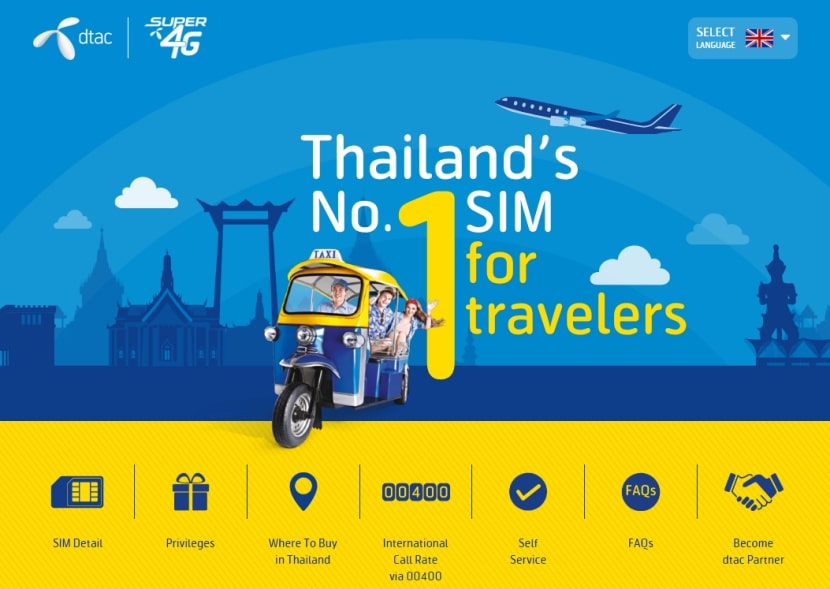 dtac
SUPER
4G
SELECT
LANGUAGE
Thailand's
No.1 SIM
for
travelers
TAXI
SIM Detail
Privileges
Where To Buy
in Thailand
00400
International
Call Rate
via 00400
Self
Service
FAQs
FAQs
Become
dtac Partner